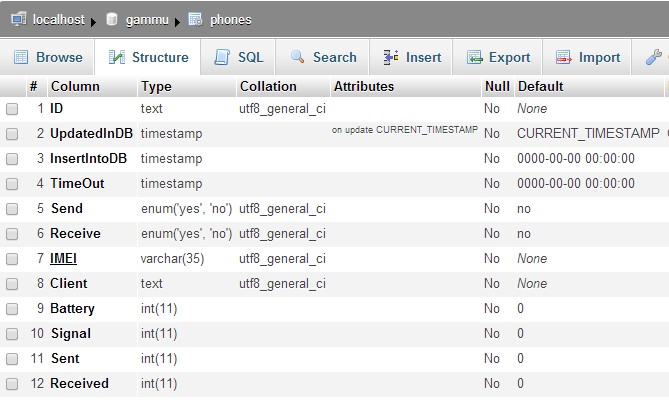 localhost gammu phones
Browse Structure SQL Search Insert Export Import
# Column Type Collation Attributes Null Default
1 ID text utf8_general_ci No None
2 UpdatedInDB timestamp on update CURRENT_TIMESTAMP No CURRENT_TIMESTAMP
3 InsertIntoDB timestamp No 0000-00-00 00:00:00
4 TimeOut timestamp No 0000-00-00 00:00:00
5 Send enum('yes', 'no') utf8_general_ci No no
6 Receive enum('yes', 'no') utf8_general_ci No no
7 IMEI varchar(35) utf8_general_ci No None
8 Client text utf8_general_ci No None
9 Battery int(11) No 0
10 Signal int(11) No 0
11 Sent int(11) No 0
12 Received int(11) No 0